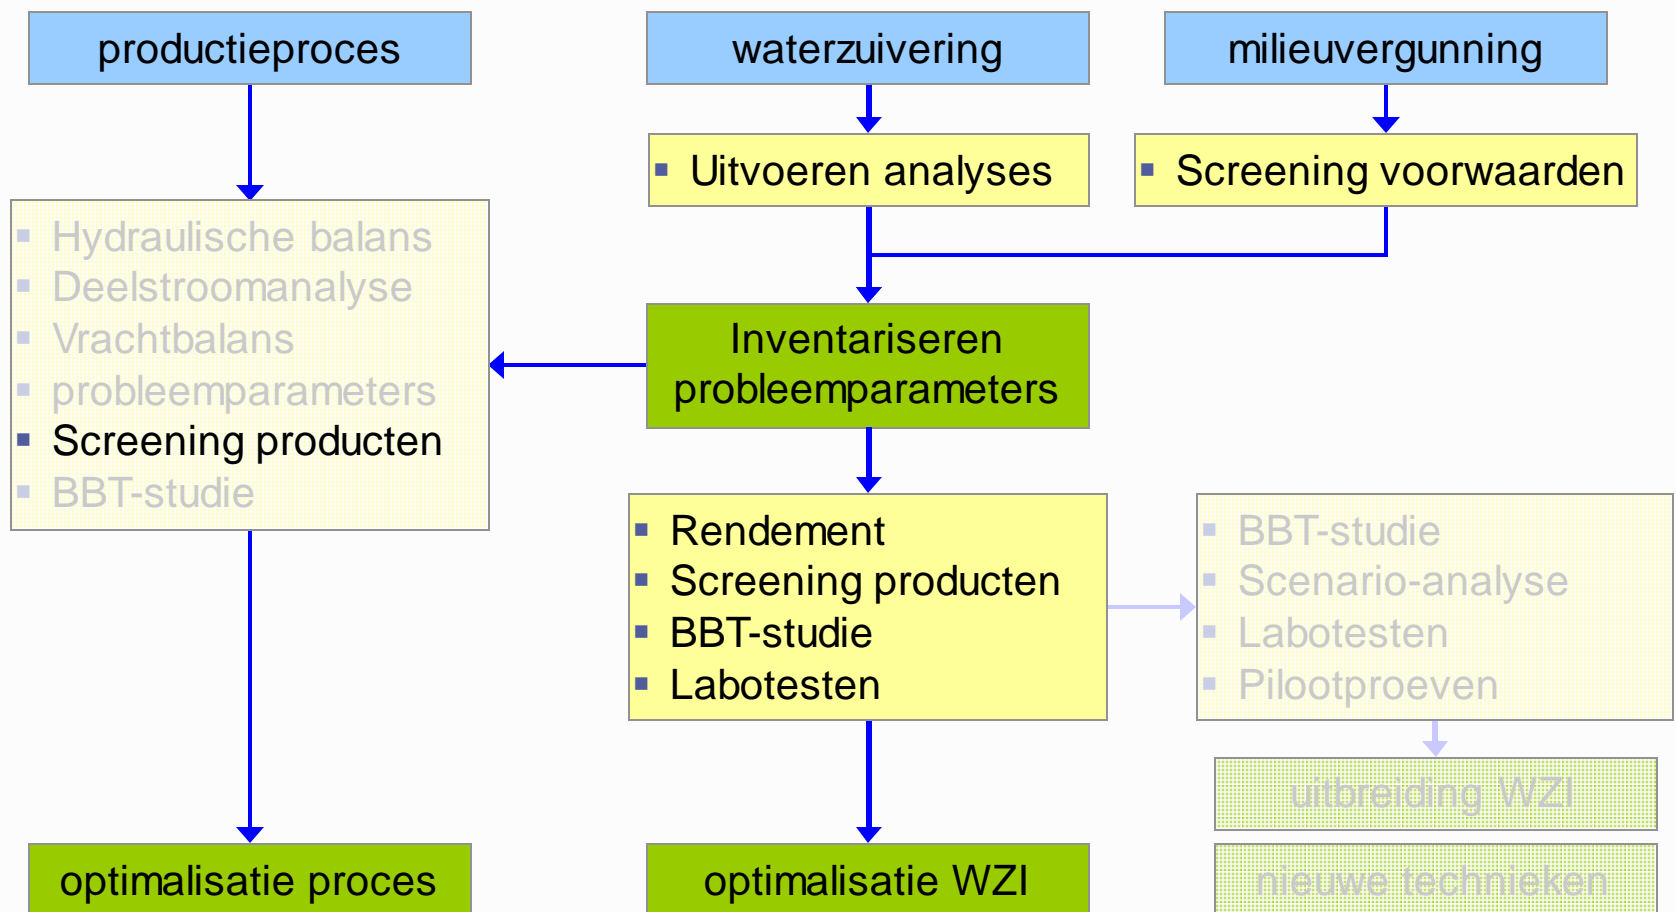 productieproces
waterzuivering
milieuvergunning
▪ Uitvoeren analyses
▪ Screening voorwaarden
▪ Hydraulische balans
▪ Deelstroomanalyse
▪ Vrachtbalans
▪ probleemparameters
▪ Screening producten
▪ BBT-studie
Inventariseren
probleemparameters
▪ Rendement
▪ Screening producten
▪ BBT-studie
▪ Labotesten
▪ BBT-studie
▪ Scenario-analyse
▪ Labotesten
▪ Pilootproeven
uitbreiding WZI
optimalisatie proces
optimalisatie WZI
nieuwe technieken